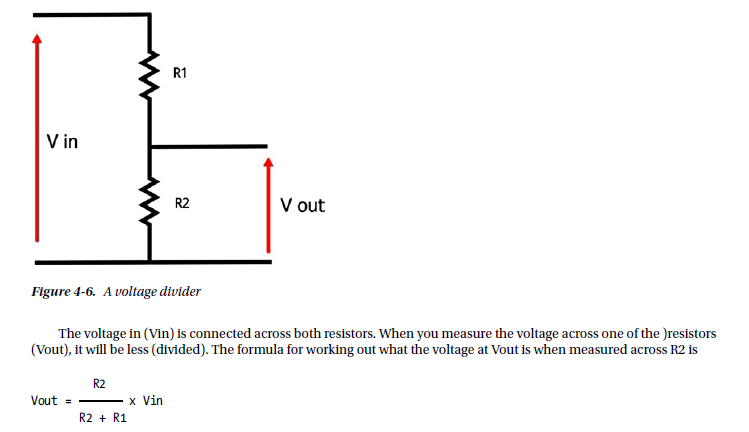 R1
V in
R2
V out
Figure 4-6. A voltage divider
The voltage in (Vin) is connected across both resistors. When you measure the voltage across one of the )resistors
(Vout), it will be less (divided). The formula for working out what the voltage at Vout is when measured across R2 is
R2
Vout = x Vin
R2 + R1